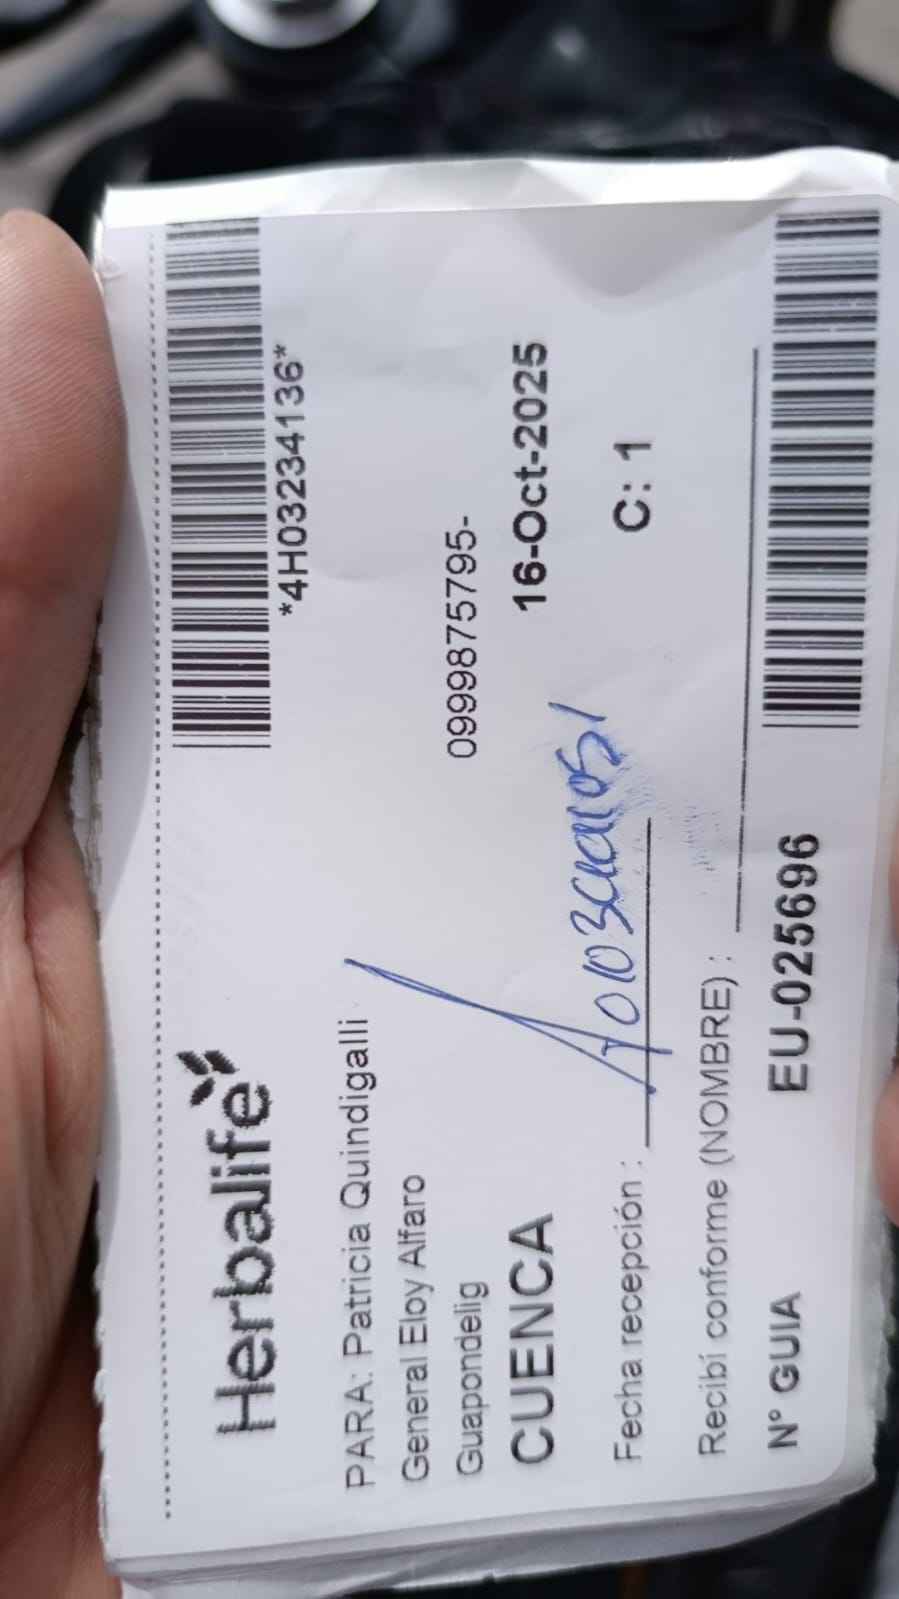 Herbalife
*4H03234136*
PARA: Patricia Quindigalli
General Eloy Alfaro
Guapondelig
0999875795-
CUENCA
16-Oct-2025
Fecha recepción :
C: 1
Recibí conforme (NOMBRE) :
N° GUIA
EU-025696